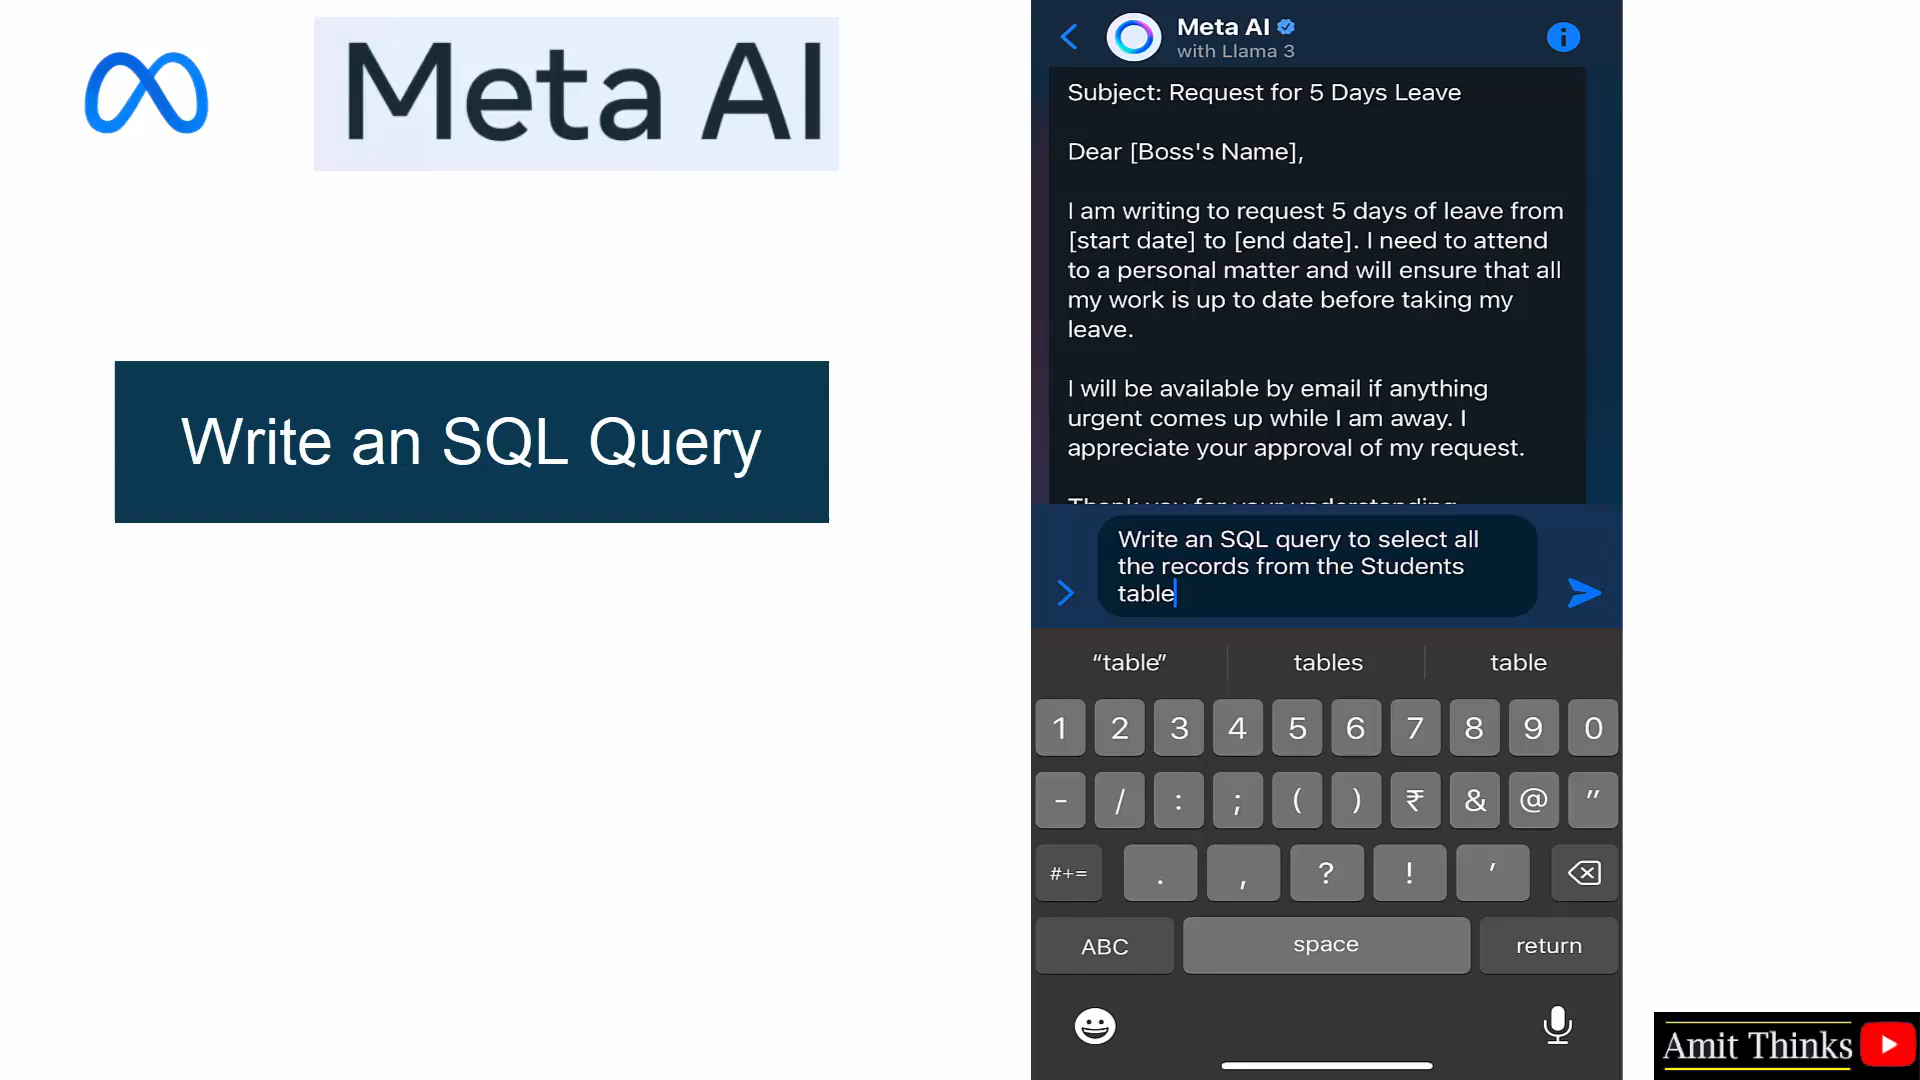 Meta AI
Write an SQL Query
Meta AI
with Llama 3
Subject: Request for 5 Days Leave
Dear [Boss's Name],
I am writing to request 5 days of leave from
[start date] to [end date]. I need to attend
to a personal matter and will ensure that all
my work is up to date before taking my
leave.
I will be available by email if anything
urgent comes up while I am away. I
appreciate your approval of my request.
Thank you for your understanding
Write an SQL query to select all
the records from the Students
table
“table” tables table
1 2 3 4 5 6 7 8 9 0
- / : ; ( ) ₹ & @ "
#+= . , ? ! '
ABC space return
Amit Thinks